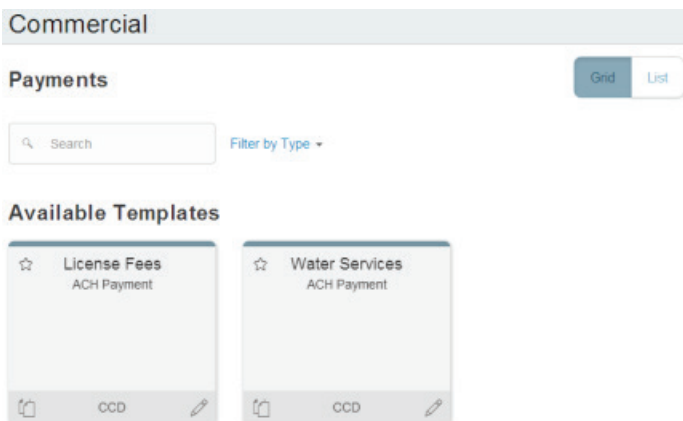 Commercial
Payments
Grid List
Search Filter by Type
Available Templates
License Fees
ACH Payment
CCD
Water Services
ACH Payment
CCD